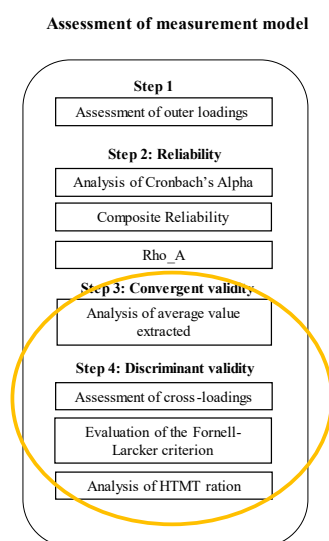 Assessment of measurement model
Step 1
Assessment of outer loadings
Step 2: Reliability
Analysis of Cronbach's Alpha
Composite Reliability
Rho_A
Step 3: Convergent validity
Analysis of average value
extracted
Step 4: Discriminant validity
Assessment of cross-loadings
Evaluation of the Fornell-
Larcker criterion
Analysis of HTMT ration